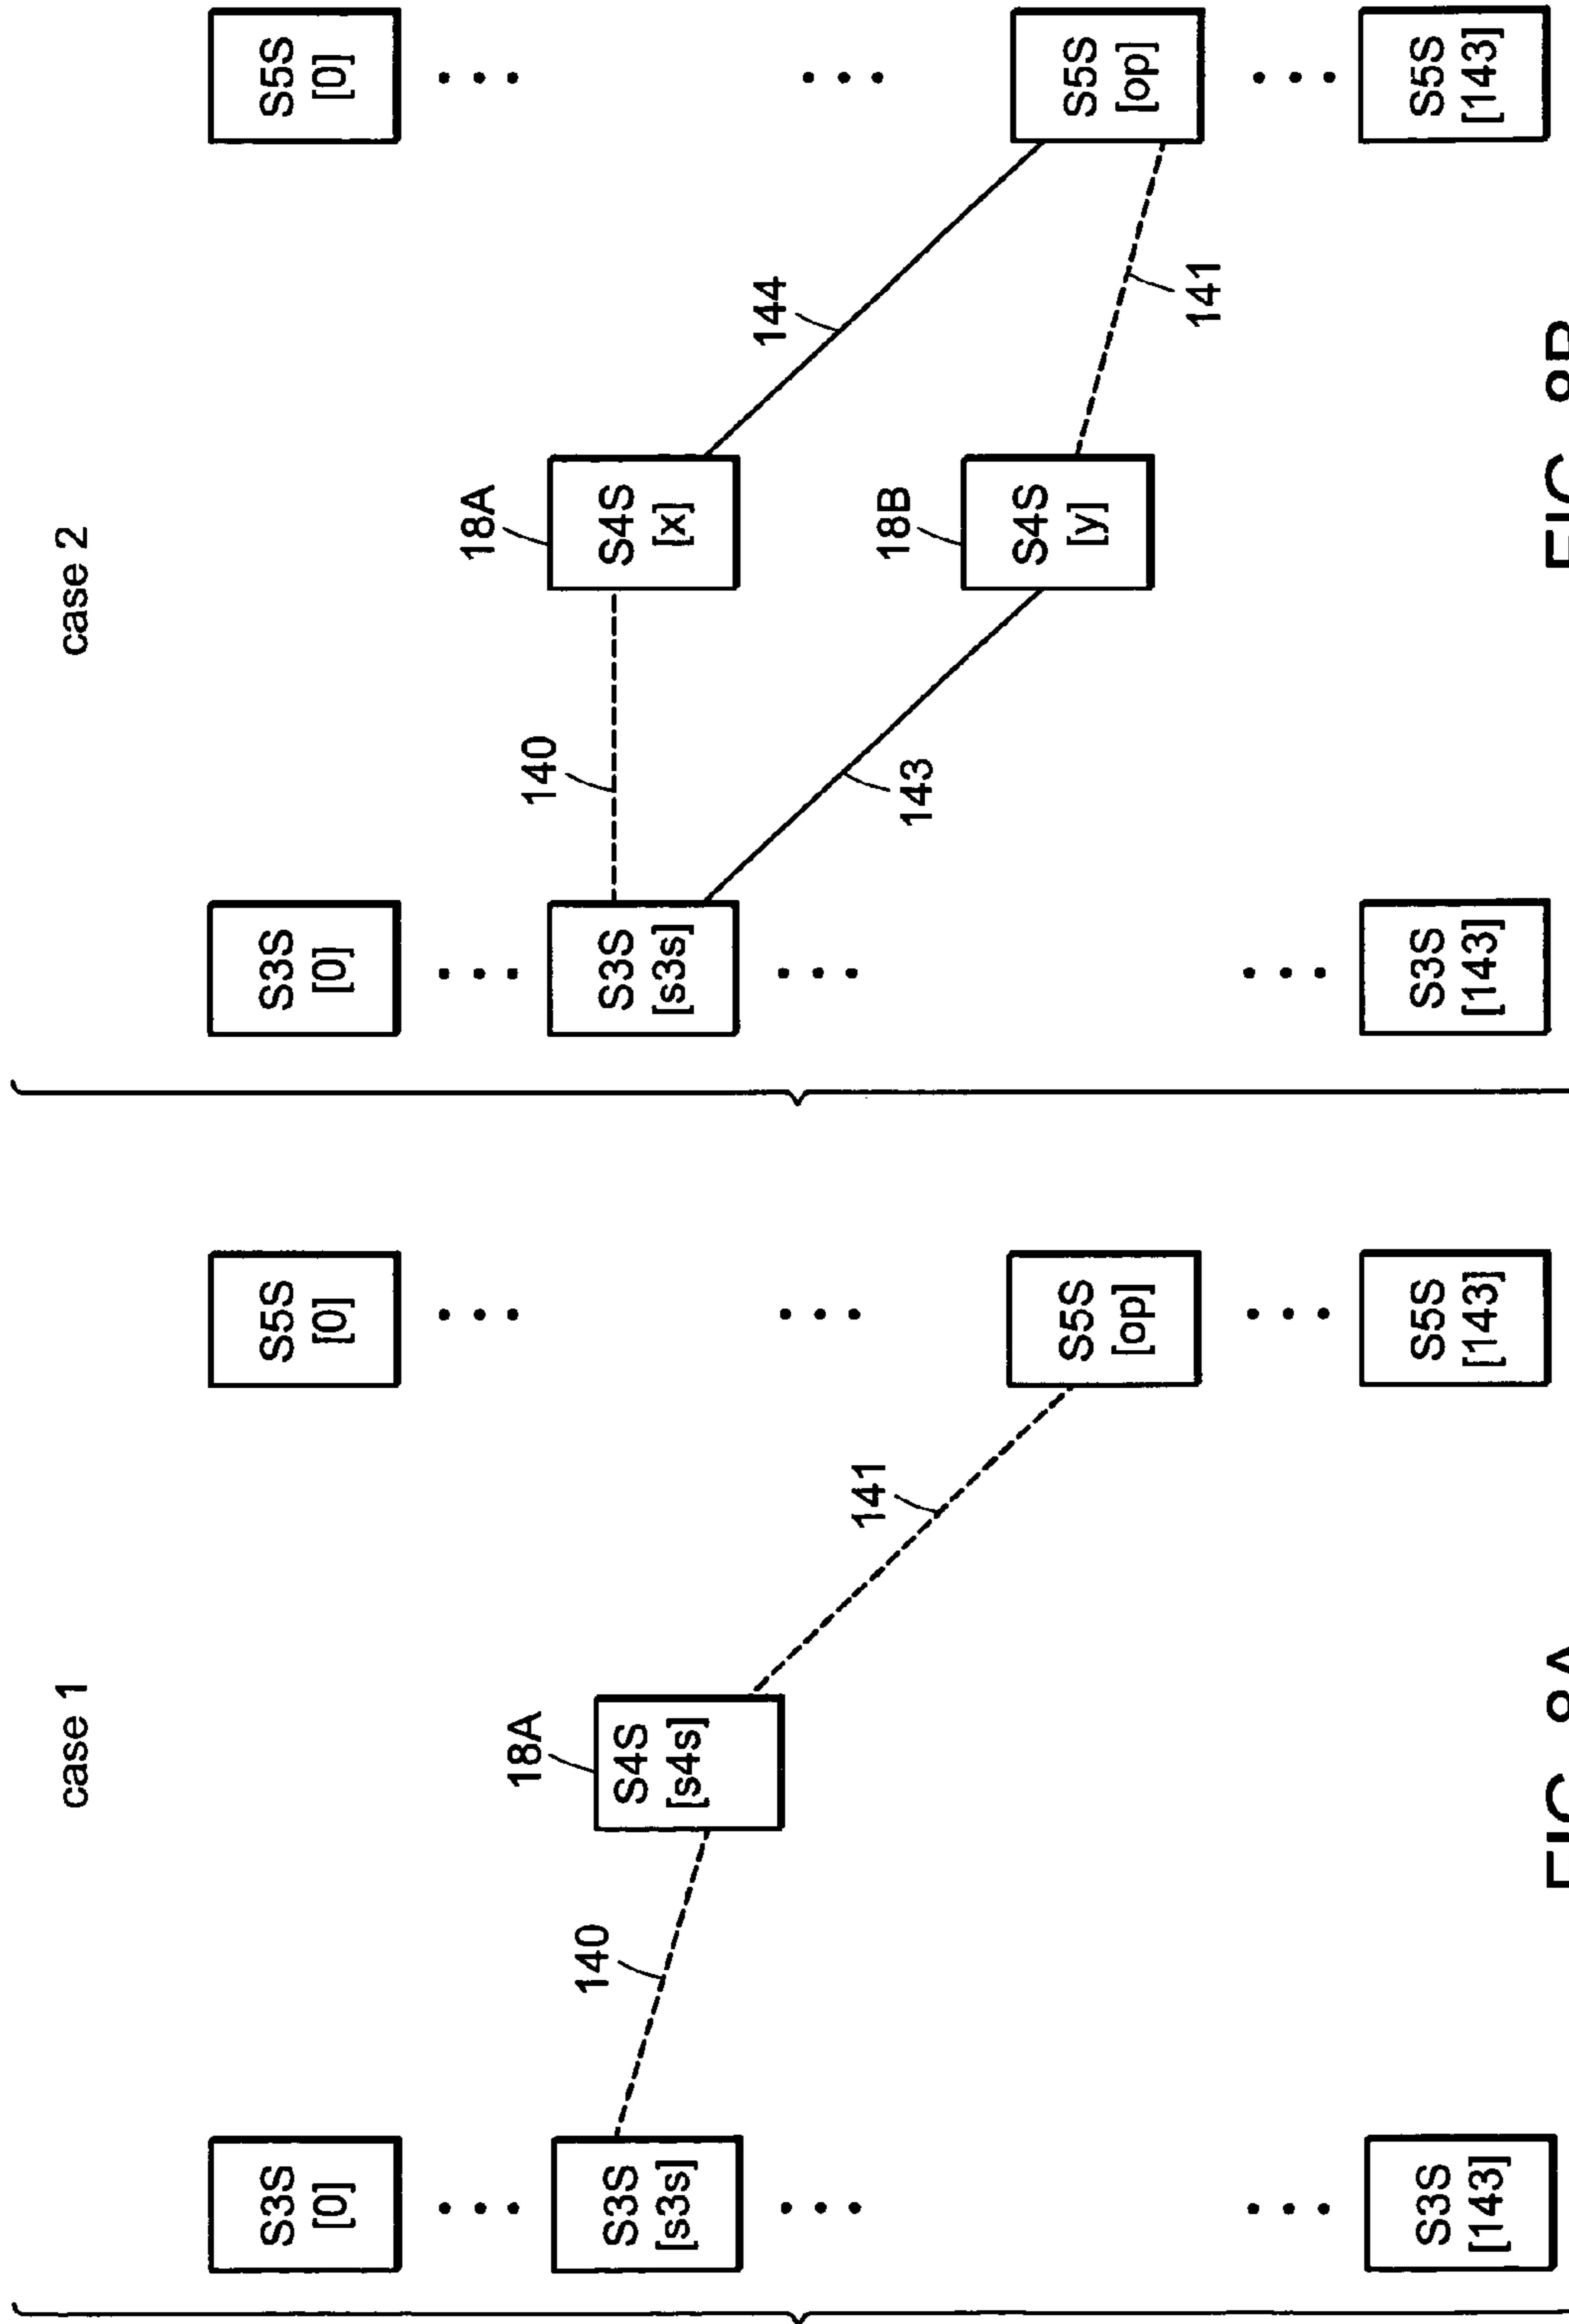 case 1
S3S
[0]
S3S
[s3s]
S3S
[143]
140
18A
S4S
[s4s]
141
S5S
[0]
S5S
[op]
S5S
[143]
FIG
case 2
S3S
[0]
S3S
[s3s]
S3S
[143]
140
143
18A
S4S
[x]
18B
S4S
[y]
144
141
S5S
[0]
S5S
[op]
S5S
[143]
FIG